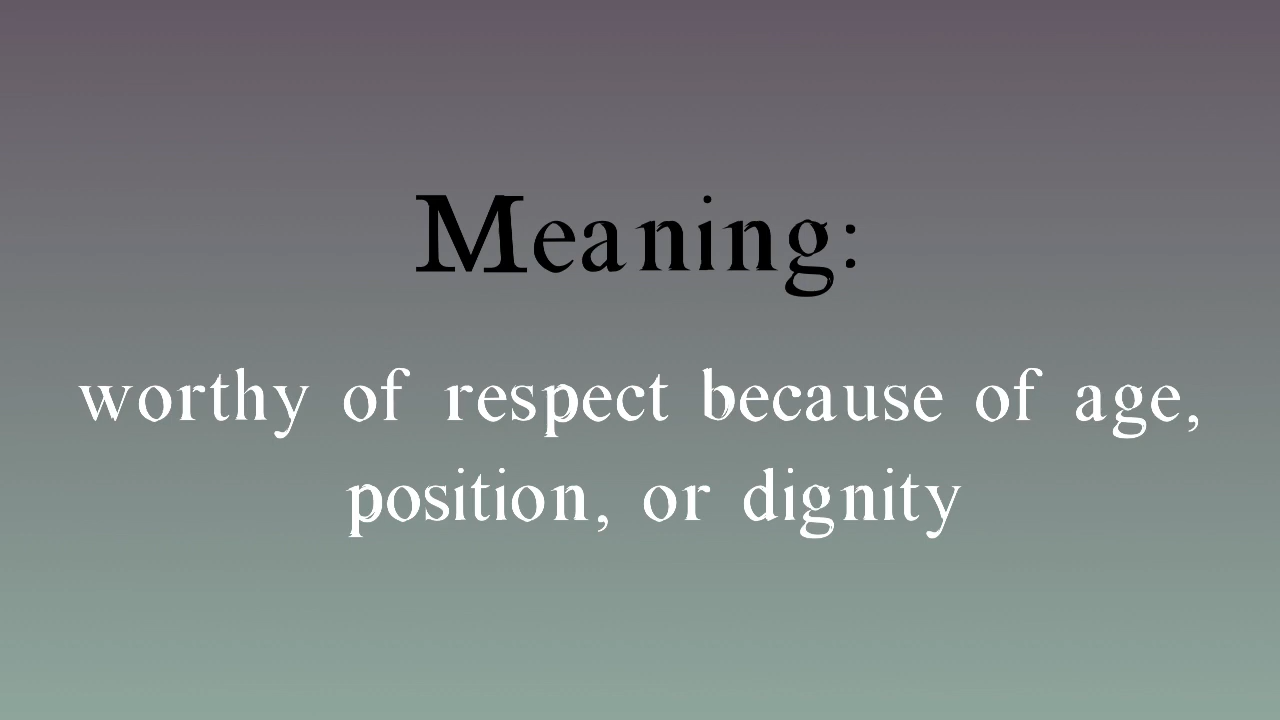 Meaning:
worthy of respect because of age,
position, or dignity